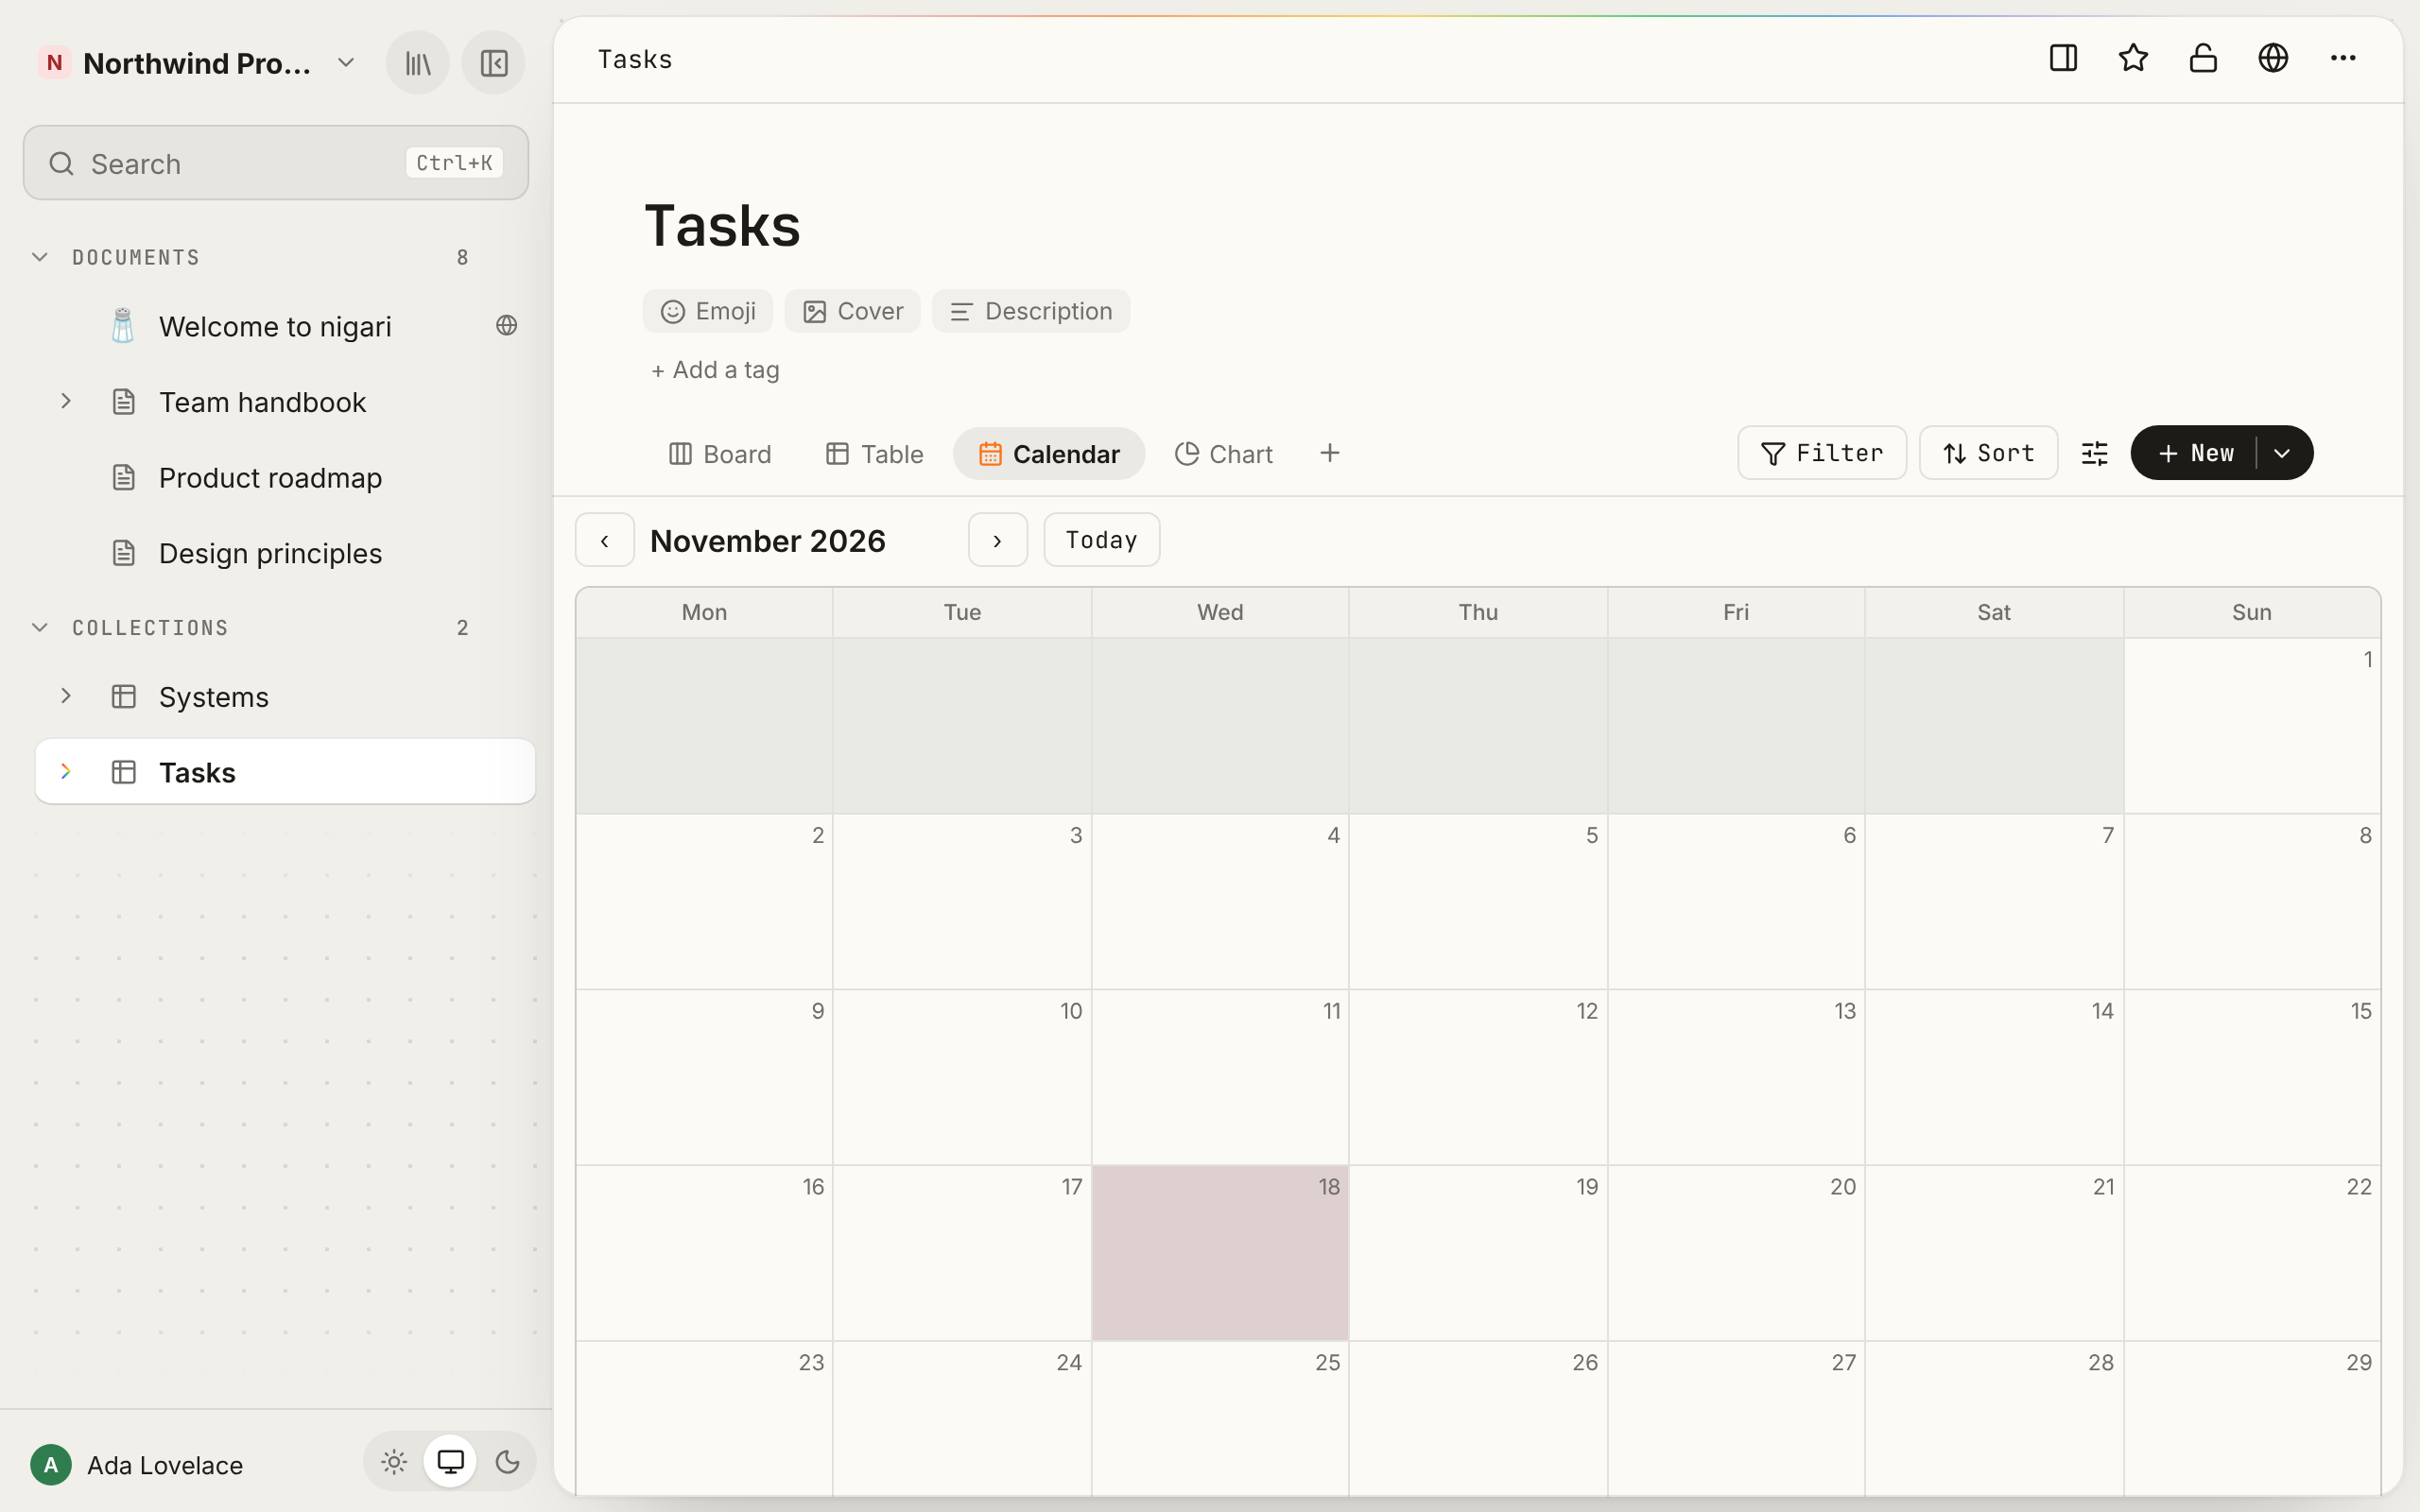 N Northwind Pro...
Search Ctrl+K
DOCUMENTS 8
Welcome to nigari
Team handbook
Product roadmap
Design principles
COLLECTIONS 2
Systems
Tasks
A Ada Lovelace
Tasks
Tasks
Emoji Cover Description
+ Add a tag
Board Table Calendar Chart +
Filter Sort + New
‹ November 2026 › Today
Mon Tue Wed Thu Fri Sat Sun
1
2 3 4 5 6 7 8
9 10 11 12 13 14 15
16 17 18 19 20 21 22
23 24 25 26 27 28 29